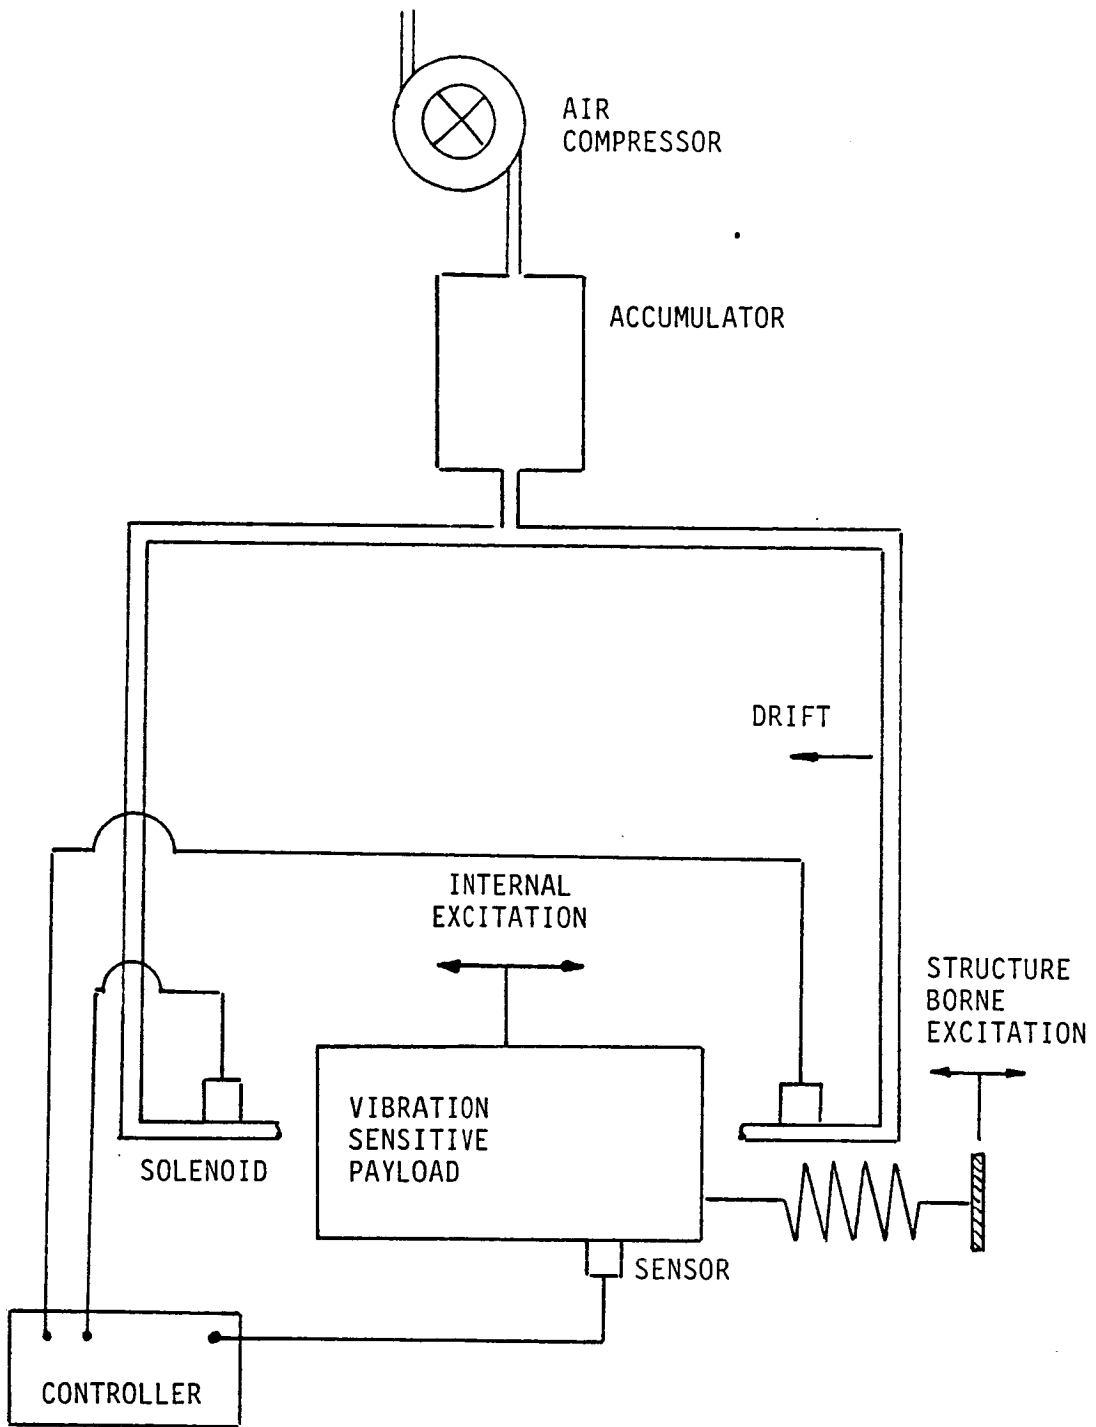 AIR
COMPRESSOR
ACCUMULATOR
DRIFT
INTERNAL
EXCITATION
STRUCTURE
BORNE
EXCITATION
VIBRATION
SENSITIVE
PAYLOAD
SOLENOID
SENSOR
CONTROLLER